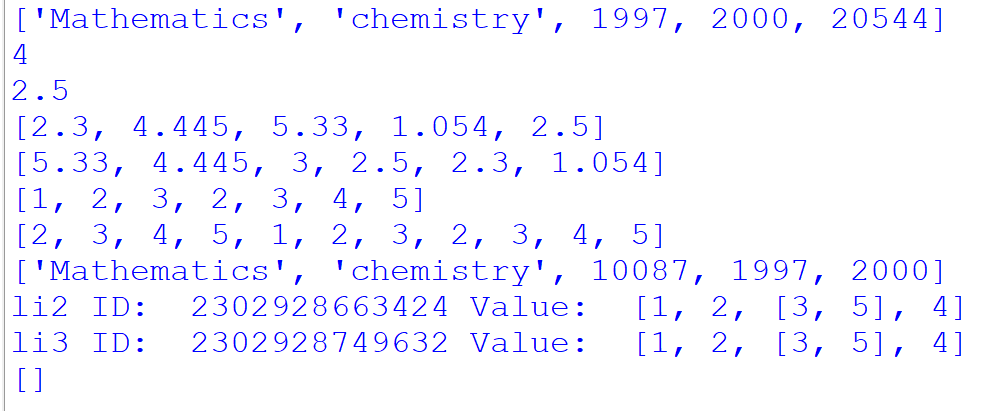 ['Mathematics', 'chemistry', 1997, 2000, 20544]
4
2.5
[2.3, 4.445, 5.33, 1.054, 2.5]
[5.33, 4.445, 3, 2.5, 2.3, 1.054]
[1, 2, 3, 2, 3, 4, 5]
[2, 3, 4, 5, 1, 2, 3, 2, 3, 4, 5]
['Mathematics', 'chemistry', 10087, 1997, 2000]
li2 ID:  2302928663424 Value:  [1, 2, [3, 5], 4]
li3 ID:  2302928749632 Value:  [1, 2, [3, 5], 4]
[]